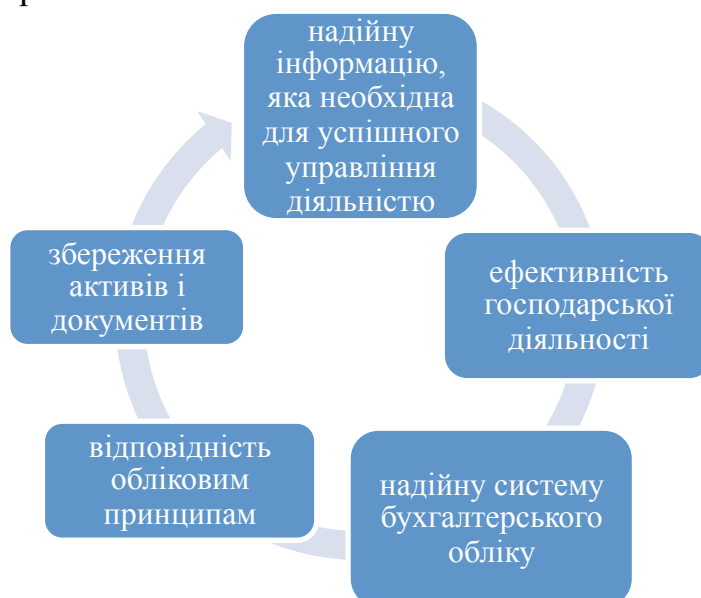 надійну
інформацію,
яка необхідна
для успішного
управління
діяльністю
ефективність
господарської
діяльності
надійну систему
бухгалтерського
обліку
відповідність
обліковим
принципам
збереження
активів і
документів